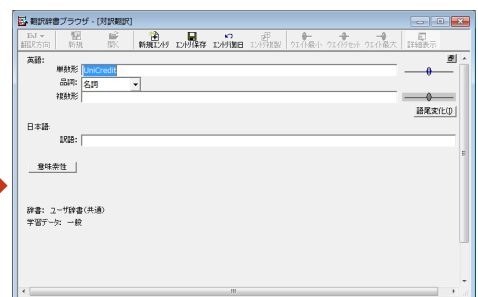 翻訳辞書ブラウザ - [対訳翻訳]
EtoJ 新規 開く 新規エントリ エントリ保存 エントリ復旧 エントリ複製 ウエイト最小 ウエイトリセット ウエイト最大 詳細表示
翻訳方向
英語:
単数形 UniCredit
品詞: 名詞
複数形
語尾変化(I)
日本語:
訳語:
意味素性
辞書: ユーザ辞書(共通)
学習データ: 一般